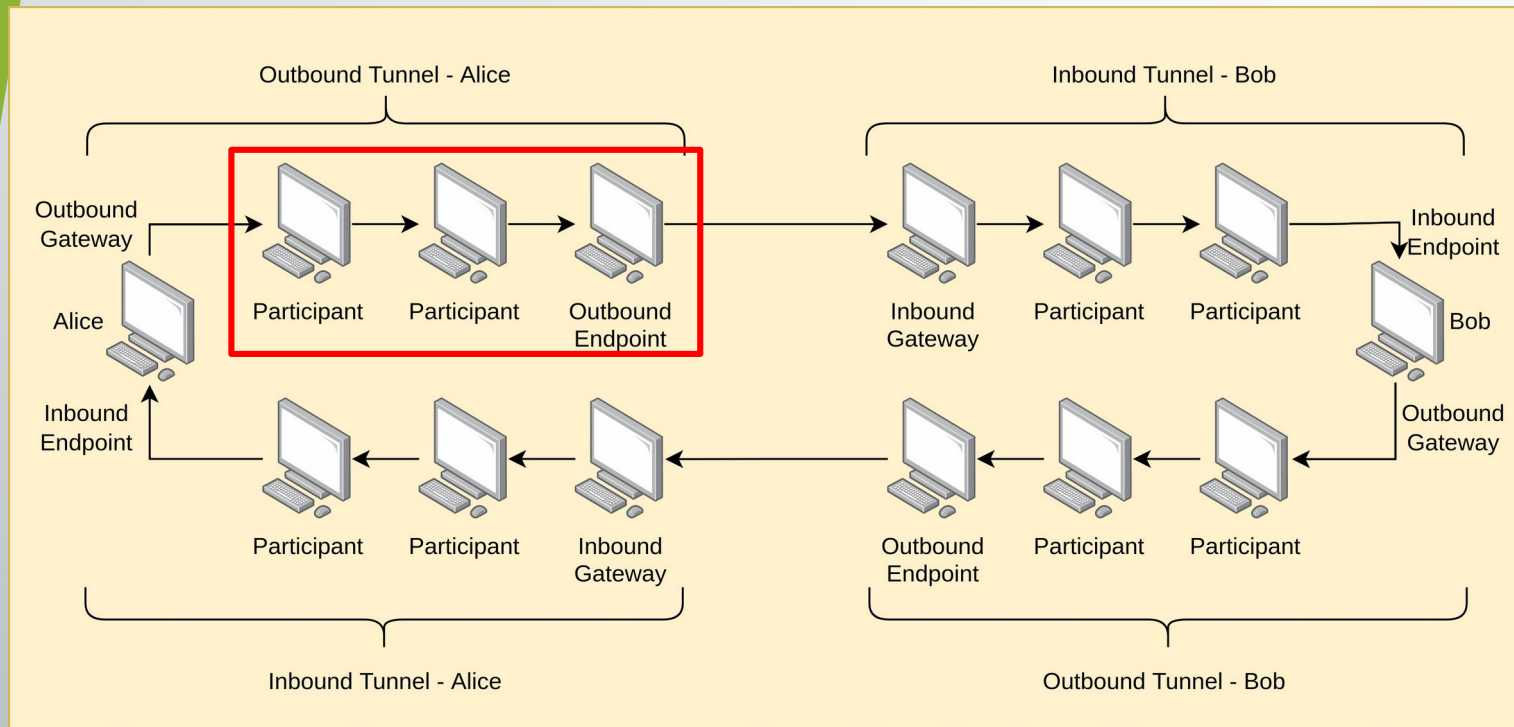 Outbound Tunnel - Alice
Inbound Tunnel - Bob
Outbound
Gateway
Inbound
Endpoint
Alice
Participant
Participant
Outbound
Endpoint
Inbound
Gateway
Participant
Participant
Bob
Inbound
Endpoint
Outbound
Gateway
Participant
Participant
Inbound
Gateway
Outbound
Endpoint
Participant
Participant
Inbound Tunnel - Alice
Outbound Tunnel - Bob